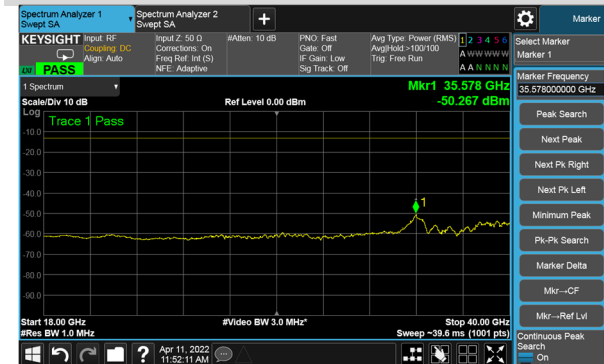 Spectrum Analyzer 1
Swept SA
Spectrum Analyzer 2
Swept SA
Marker
KEYSIGHT
Input: RF
Coupling: DC
Align: Auto
Input Z: 50 Ω
Corrections: On
Freq Ref: Int (S)
NFE: Adaptive
#Atten: 10 dB
PNO: Fast
Gate: Off
IF Gain: Low
Sig Track: Off
Avg Type: Power (RMS)
Avg|Hold:>100/100
Trig: Free Run
1 2 3 4 5 6
A W W W W W
A A N N N N
PASS
Select Marker
Marker 1
1 Spectrum
Mkr1 35.578 GHz
Scale/Div 10 dB
Ref Level 0.00 dBm
-50.267 dBm
Log
Trace 1 Pass
-10.0
-20.0
-30.0
-40.0
-50.0
-60.0
-70.0
-80.0
-90.0
1
Start 18.00 GHz
#Video BW 3.0 MHz*
Stop 40.00 GHz
#Res BW 1.0 MHz
Sweep ~39.6 ms (1001 pts)
Marker Frequency
35.578000000 GHz
Peak Search
Next Peak
Next Pk Right
Next Pk Left
Minimum Peak
Pk-Pk Search
Marker Delta
Mkr→CF
Mkr→Ref Lvl
Continuous Peak
Search
On
?
Apr 11, 2022
11:52:11 AM